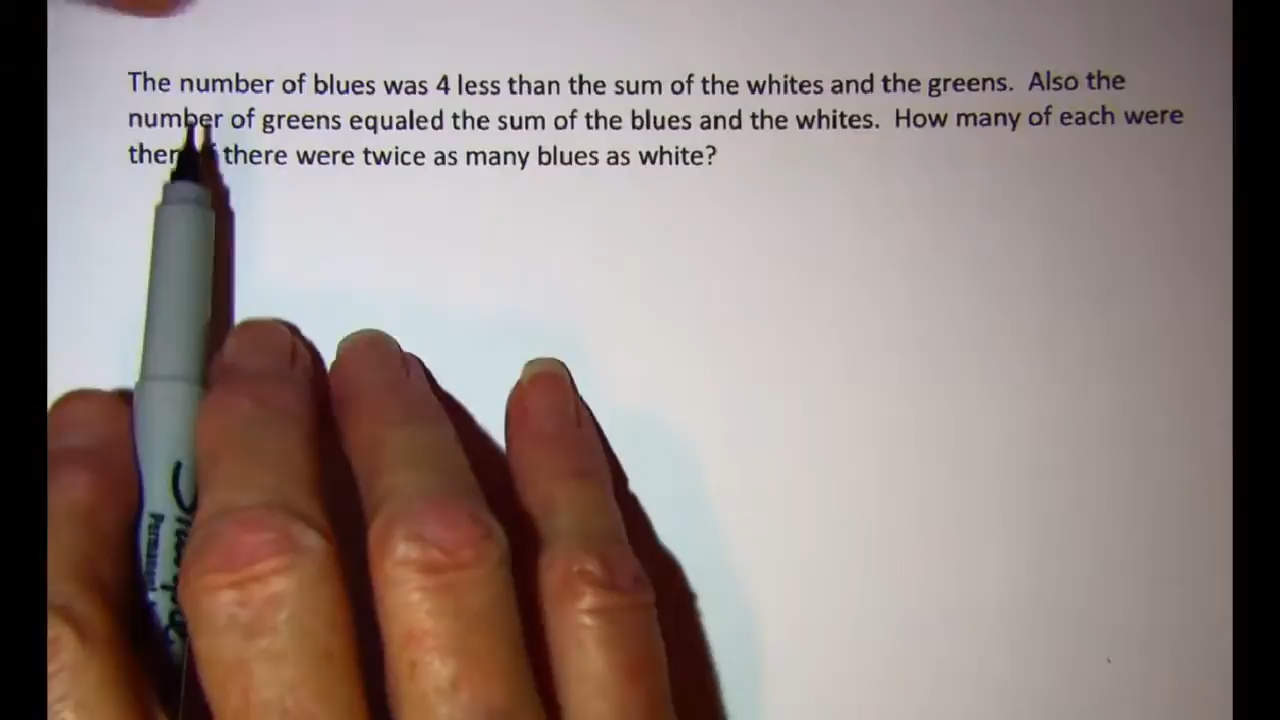 The number of blues was 4 less than the sum of the whites and the greens. Also the
number of greens equaled the sum of the blues and the whites. How many of each were
there were twice as many blues as white?
Permanent